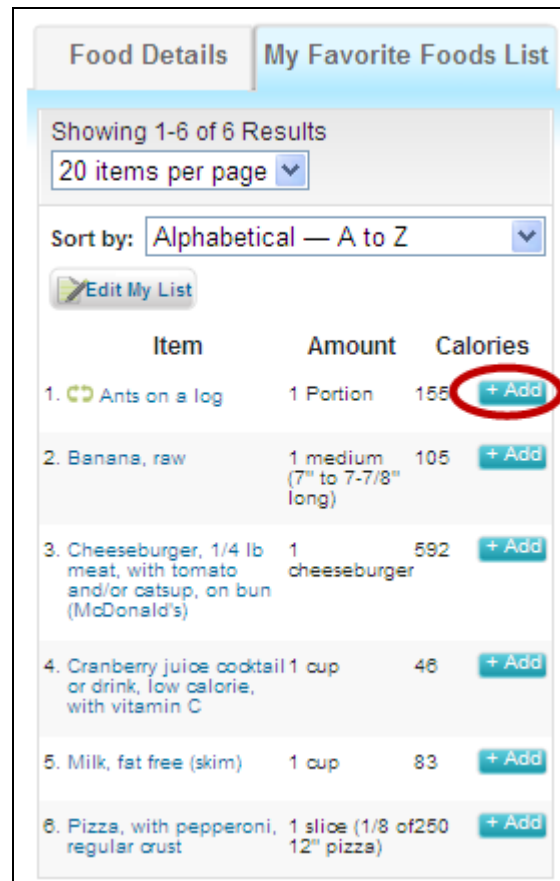 Food Details My Favorite Foods List
Showing 1-6 of 6 Results
20 items per page
Sort by: Alphabetical — A to Z
Edit My List
Item Amount Calories
1. Ants on a log 1 Portion 155 + Add
2. Banana, raw 1 medium 105 + Add
(7" to 7-7/8"
long)
3. Cheeseburger, 1/4 lb 1 592 + Add
meat, with tomato cheeseburger
and/or catsup, on bun
(McDonald's)
4. Cranberry juice cocktail 1 cup 46 + Add
or drink, low calorie,
with vitamin C
5. Milk, fat free (skim) 1 cup 83 + Add
6. Pizza, with pepperoni, 1 slice (1/8 of 250 + Add
regular crust 12" pizza)